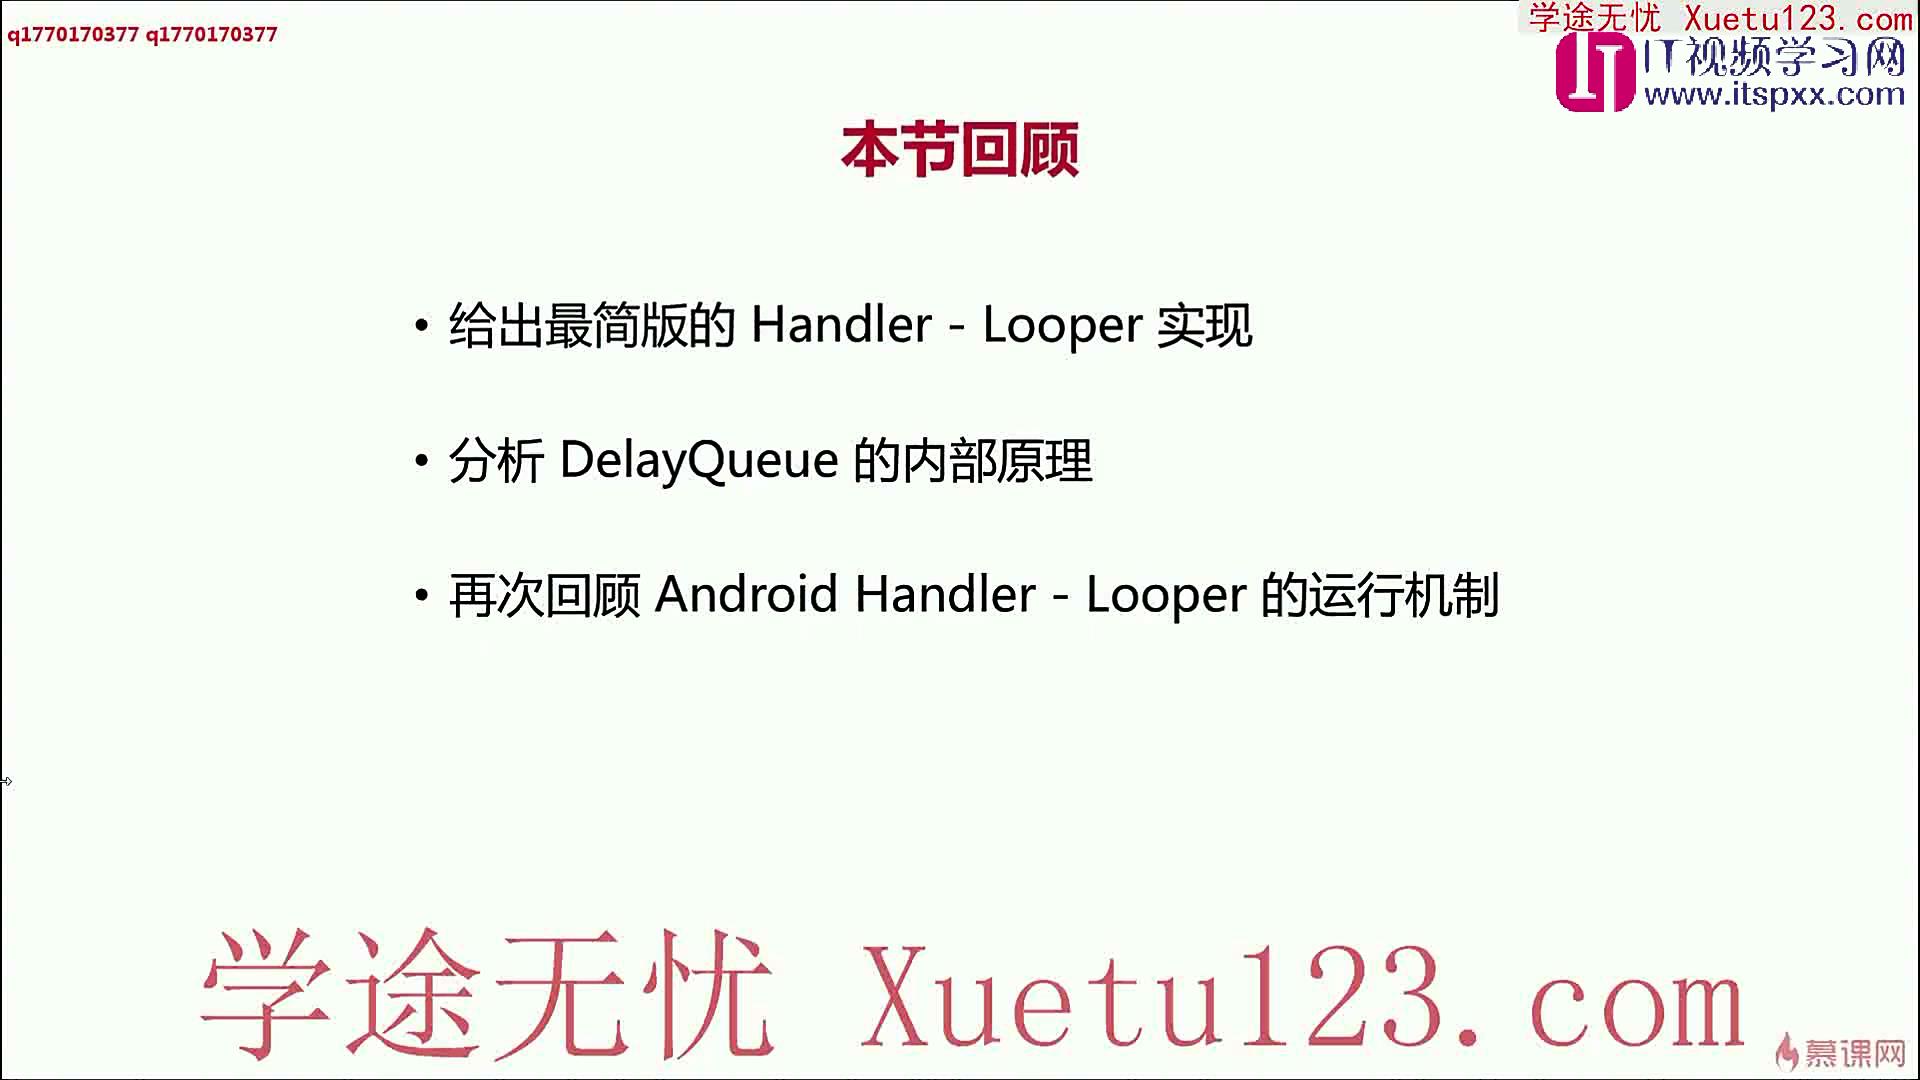 q1770170377 q1770170377
学途无忧 Xuetu123.com
IT视频学习网
www.itspxx.com
本节回顾
• 给出最简版的 Handler - Looper 实现
• 分析 DelayQueue 的内部原理
• 再次回顾 Android Handler - Looper 的运行机制
学途无忧 Xuetu123.com
慕课网